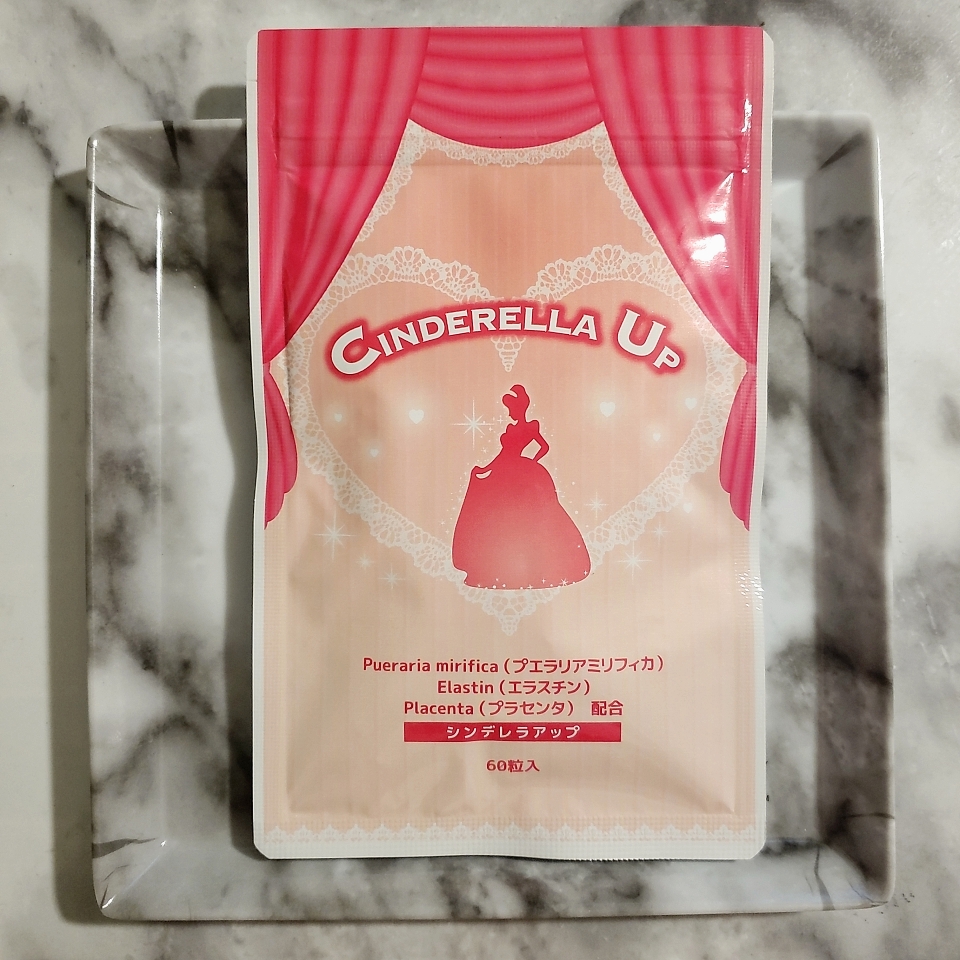 CINDERELLA UP
Pueraria mirifica（プエラリアミリフィカ）
Elastin（エラスチン）
Placenta（プラセンタ）　配合
シンデレラアップ
60粒入